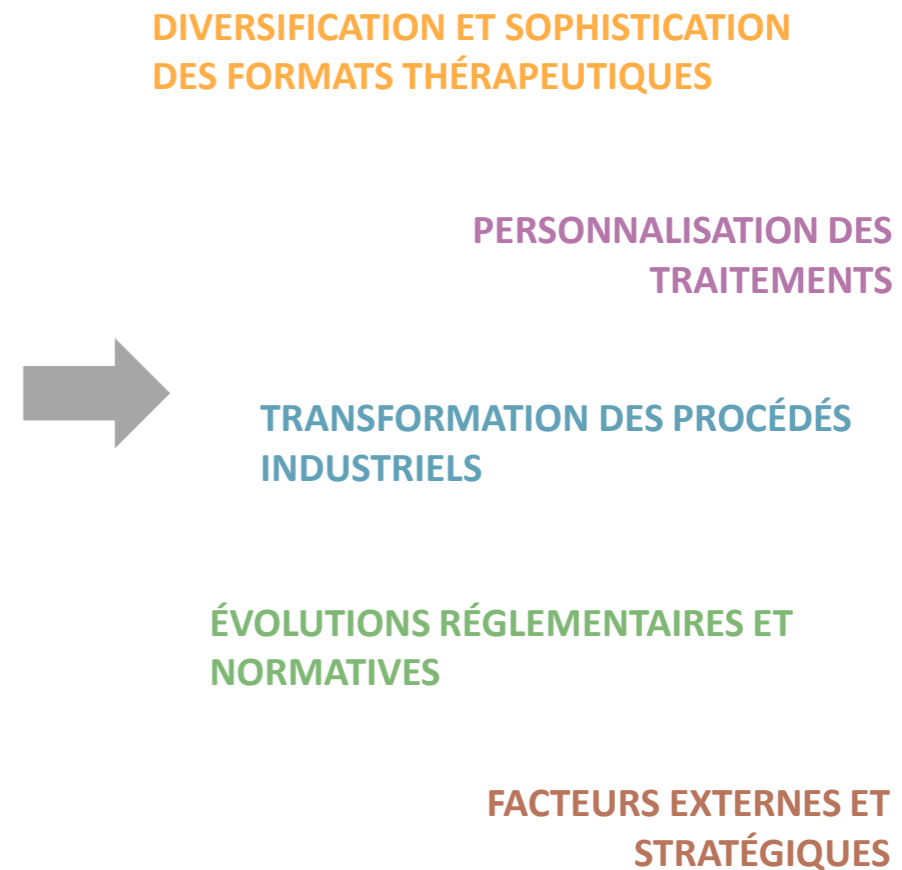 DIVERSIFICATION ET SOPHISTICATION
DES FORMATS THÉRAPEUTIQUES
PERSONNALISATION DES
TRAITEMENTS
TRANSFORMATION DES PROCÉDÉS
INDUSTRIELS
ÉVOLUTIONS RÉGLEMENTAIRES ET
NORMATIVES
FACTEURS EXTERNES ET
STRATÉGIQUES